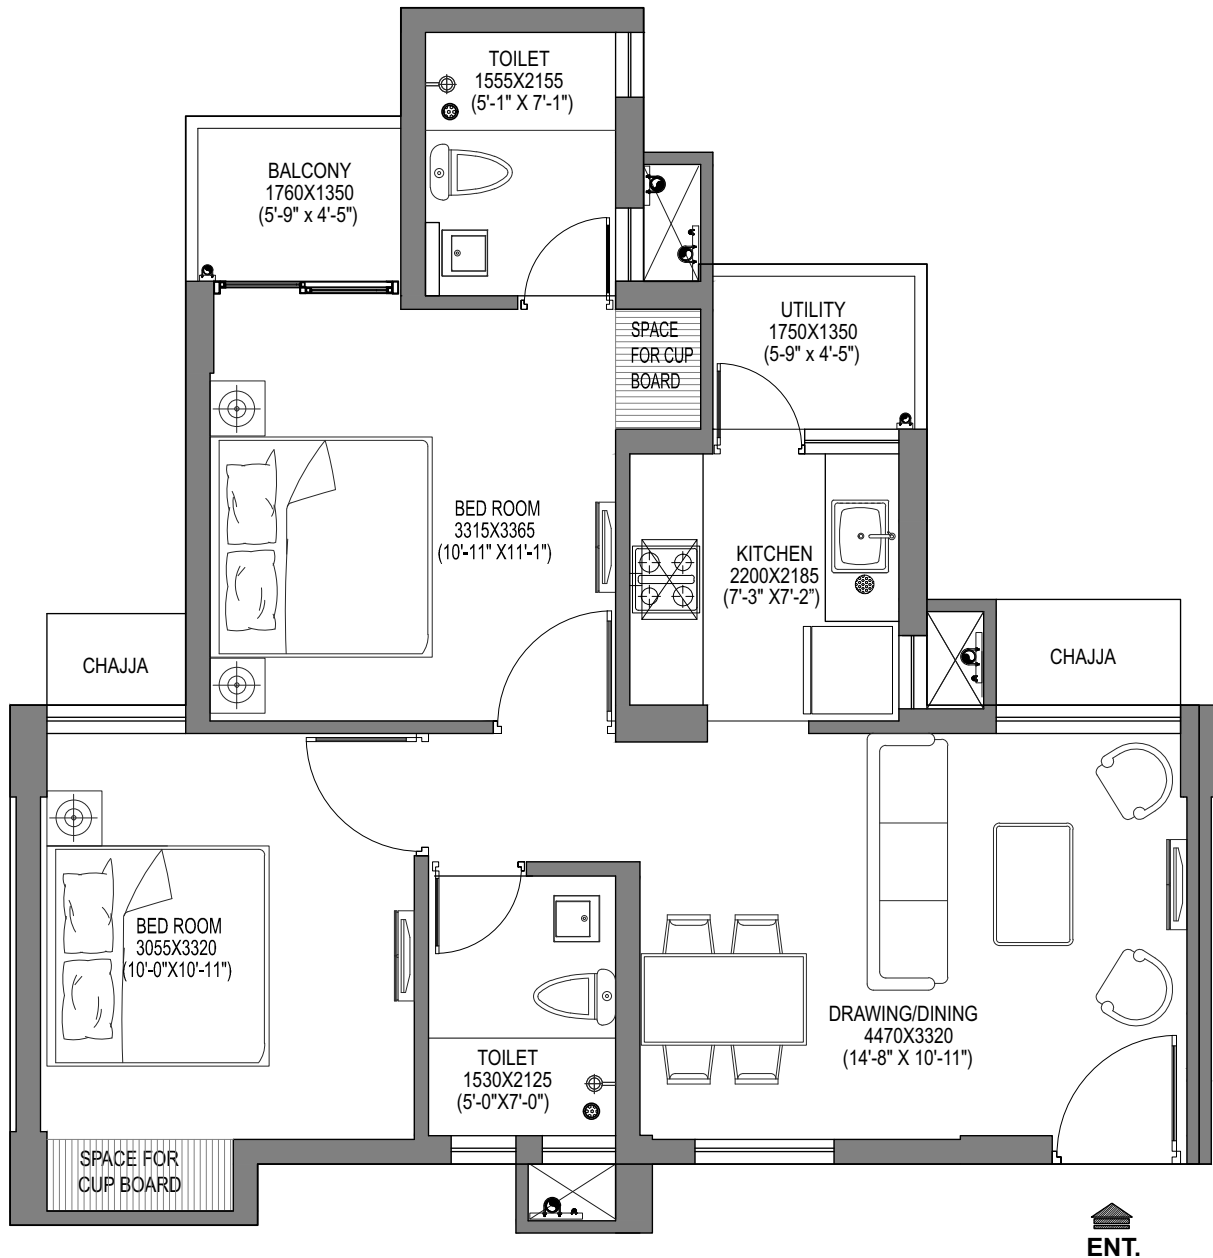 TOILET
1555X2155
(5'-1" X 7'-1")
BALCONY
1760X1350
(5'-9" x 4'-5")
UTILITY
1750X1350
(5-9" x 4'-5")
SPACE
FOR CUP
BOARD
BED ROOM
3315X3365
(10'-11" X11'-1")
KITCHEN
2200X2185
(7'-3" X7'-2”)
CHAJJA
CHAJJA
BED ROOM
3055X3320
(10'-0"X10'-11")
DRAWING/DINING
4470X3320
(14'-8" X 10'-11")
TOILET
1530X2125
(5'-0"X7'-0")
SPACE FOR
CUP BOARD
ENT.